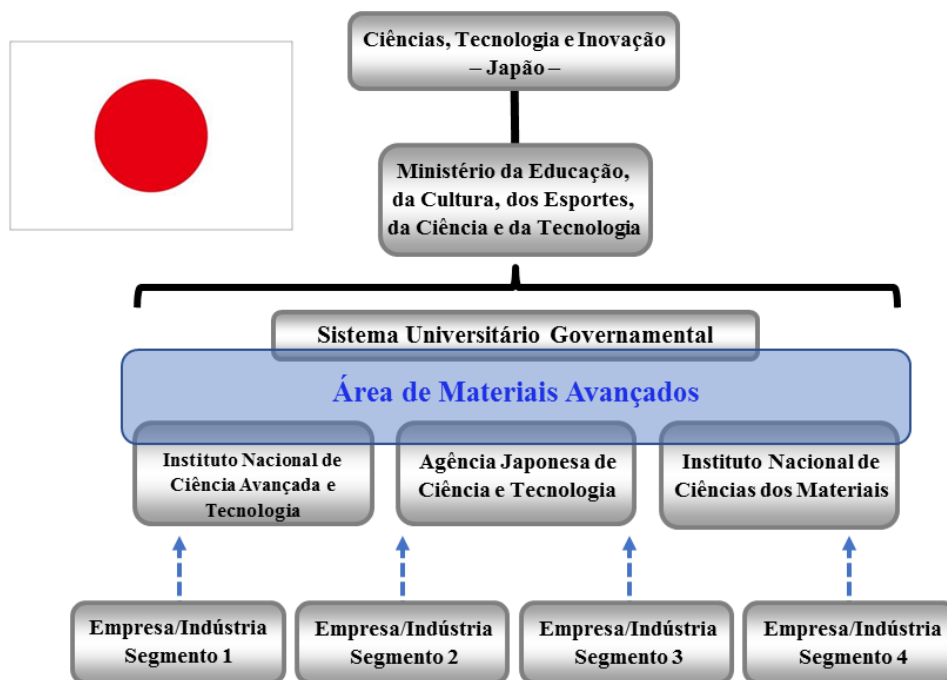 Ciências, Tecnologia e Inovação
– Japão –
Ministério da Educação,
da Cultura, dos Esportes,
da Ciência e da Tecnologia
Sistema Universitário Governamental
Área de Materiais Avançados
Instituto Nacional de
Ciência Avançada e
Tecnologia
Agência Japonesa de
Ciência e Tecnologia
Instituto Nacional de
Ciências dos Materiais
Empresa/Indústria
Segmento 1
Empresa/Indústria
Segmento 2
Empresa/Indústria
Segmento 3
Empresa/Indústria
Segmento 4